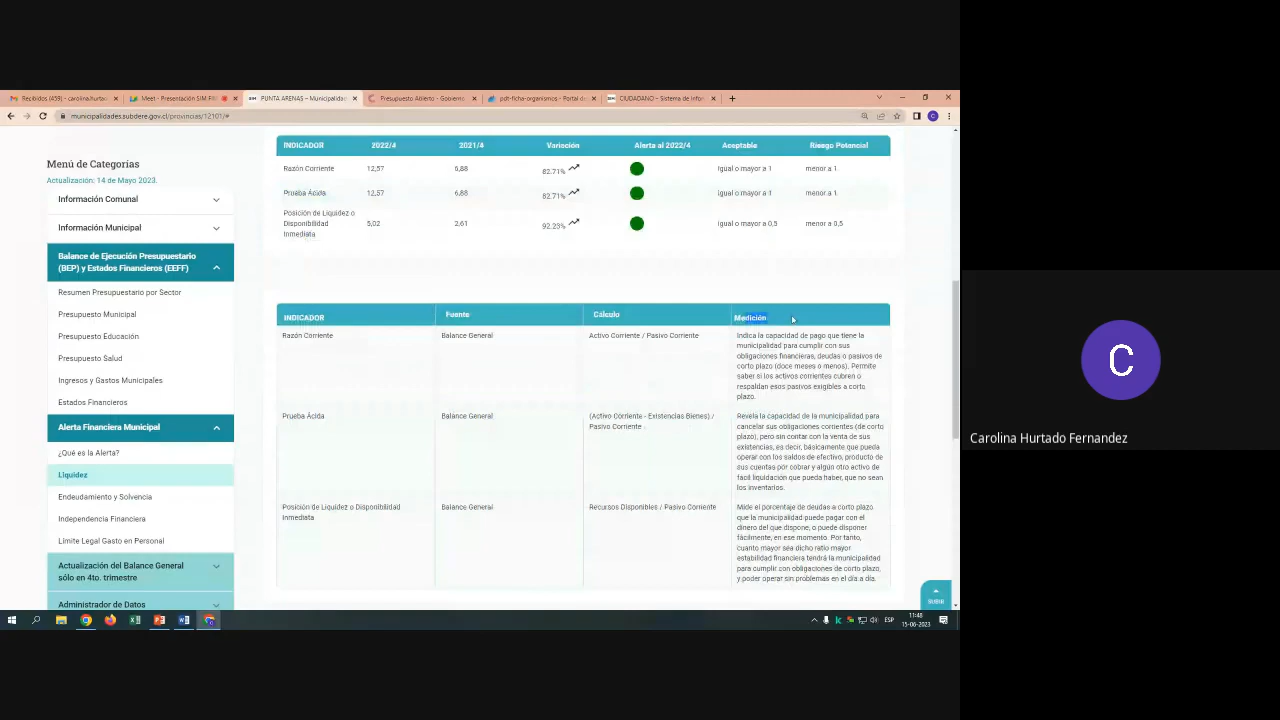 Recibidos (459) - carolina.hurta
Meet - Presentación SIM FIN
PUNTA ARENAS – Municipalida
Presupuesto Abierto - Gobierno
pdt-ficha-organismos - Portal de
CIUDADANO – Sistema de Infor
municipalidades.subdere.gov.cl/provincias/12101/#
Menú de Categorías
Actualización: 14 de Mayo 2023.
Información Comunal
Información Municipal
Balance de Ejecución Presupuestario
(BEP) y Estados Financieros (EEFF)
Resumen Presupuestario por Sector
Presupuesto Municipal
Presupuesto Educación
Presupuesto Salud
Ingresos y Gastos Municipales
Estados Financieros
Alerta Financiera Municipal
¿Qué es la Alerta?
Liquidez
Endeudamiento y Solvencia
Independencia Financiera
Límite Legal Gasto en Personal
Actualización del Balance General
sólo en 4to. trimestre
Administrador de Datos
INDICADOR 2022/4 2021/4 Variación Alerta al 2022/4 Aceptable Riesgo Potencial
Razón Corriente 12,57 6,88 82.71% igual o mayor a 1 menor a 1
Prueba Ácida 12,57 6,88 82.71% igual o mayor a 1 menor a 1
Posición de Liquidez o
Disponibilidad
Inmediata
5,02 2,61 92.23% igual o mayor a 0,5 menor a 0,5
INDICADOR Fuente Cálculo Medición
Razón Corriente Balance General Activo Corriente / Pasivo Corriente
Indica la capacidad de pago que tiene la
municipalidad para cumplir con sus
obligaciones financieras, deudas o pasivos de
corto plazo (doce meses o menos). Permite
saber si los activos corrientes cubren o
respaldan esos pasivos exigibles a corto
plazo.
Prueba Ácida Balance General
(Activo Corriente - Existencias Bienes) /
Pasivo Corriente .
Revela la capacidad de la municipalidad para
cancelar sus obligaciones corrientes (de corto
plazo), pero sin contar con la venta de sus
existencias, es decir, básicamente que pueda
operar con los saldos de efectivo, producto de
sus cuentas por cobrar y algún otro activo de
fácil liquidación que pueda haber, que no sean
los inventarios.
Posición de Liquidez o Disponibilidad
Inmediata
Balance General
Recursos Disponibles / Pasivo Corriente
Mide el porcentaje de deudas a corto plazo
que la municipalidad puede pagar con el
dinero del que dispone, o puede disponer
fácilmente, en ese momento. Por tanto,
cuanto mayor sea dicho ratio mayor
estabilidad financiera tendrá la municipalidad
para cumplir con obligaciones de corto plazo,
y poder operar sin problemas en el día a día.
SUBIR
ESP
11:48
15-06-2023
C
Carolina Hurtado Fernandez